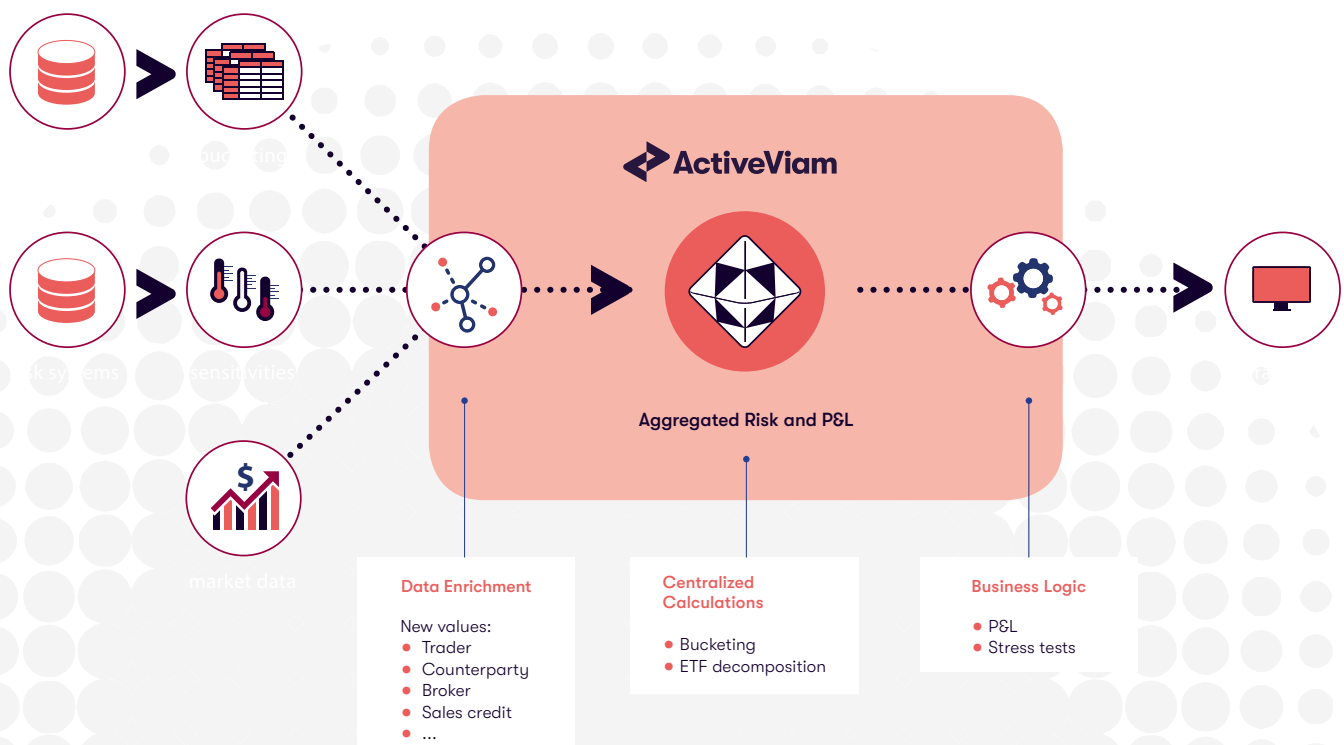 ActiveViam
sensitivities
$
Aggregated Risk and P&L
market data
Data Enrichment
New values:
Trader
Counterparty
Broker
Sales credit
...
Centralized
Calculations
Bucketing
ETF decomposition
Business Logic
P&L
Stress tests